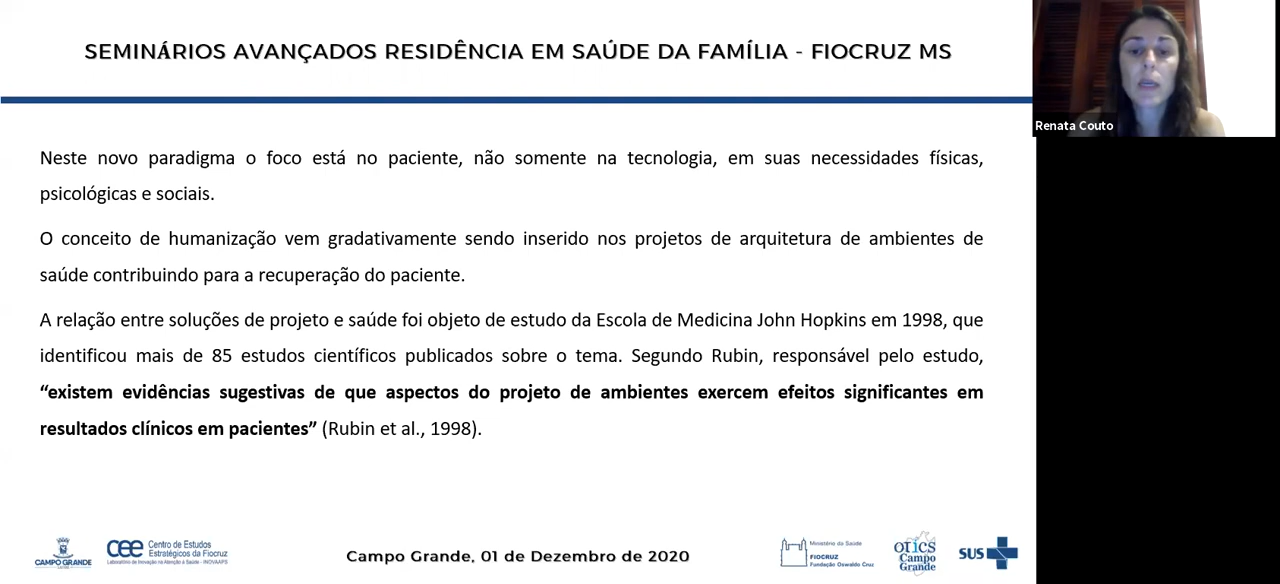 SEMINÁRIOS AVANÇADOS RESIDÊNCIA EM SAÚDE DA FAMÍLIA - FIOCRUZ MS
Renata Couto
Neste novo paradigma o foco está no paciente, não somente na tecnologia, em suas necessidades físicas,
psicológicas e sociais.
O conceito de humanização vem gradativamente sendo inserido nos projetos de arquitetura de ambientes de
saúde contribuindo para a recuperação do paciente.
A relação entre soluções de projeto e saúde foi objeto de estudo da Escola de Medicina John Hopkins em 1998, que
identificou mais de 85 estudos científicos publicados sobre o tema. Segundo Rubin, responsável pelo estudo,
“existem evidências sugestivas de que aspectos do projeto de ambientes exercem efeitos significantes em
resultados clínicos em pacientes” (Rubin et al., 1998).
CAMPO GRANDE
cee Centro de Estudos
Estratégicos da Fiocruz
Laboratório de Inovação na Atenção à Saúde - INOVAAPS
Campo Grande, 01 de Dezembro de 2020
Ministério da Saúde
FIOCRUZ
Fundação Oswaldo Cruz
OTICS
Campo
Grande
SUS